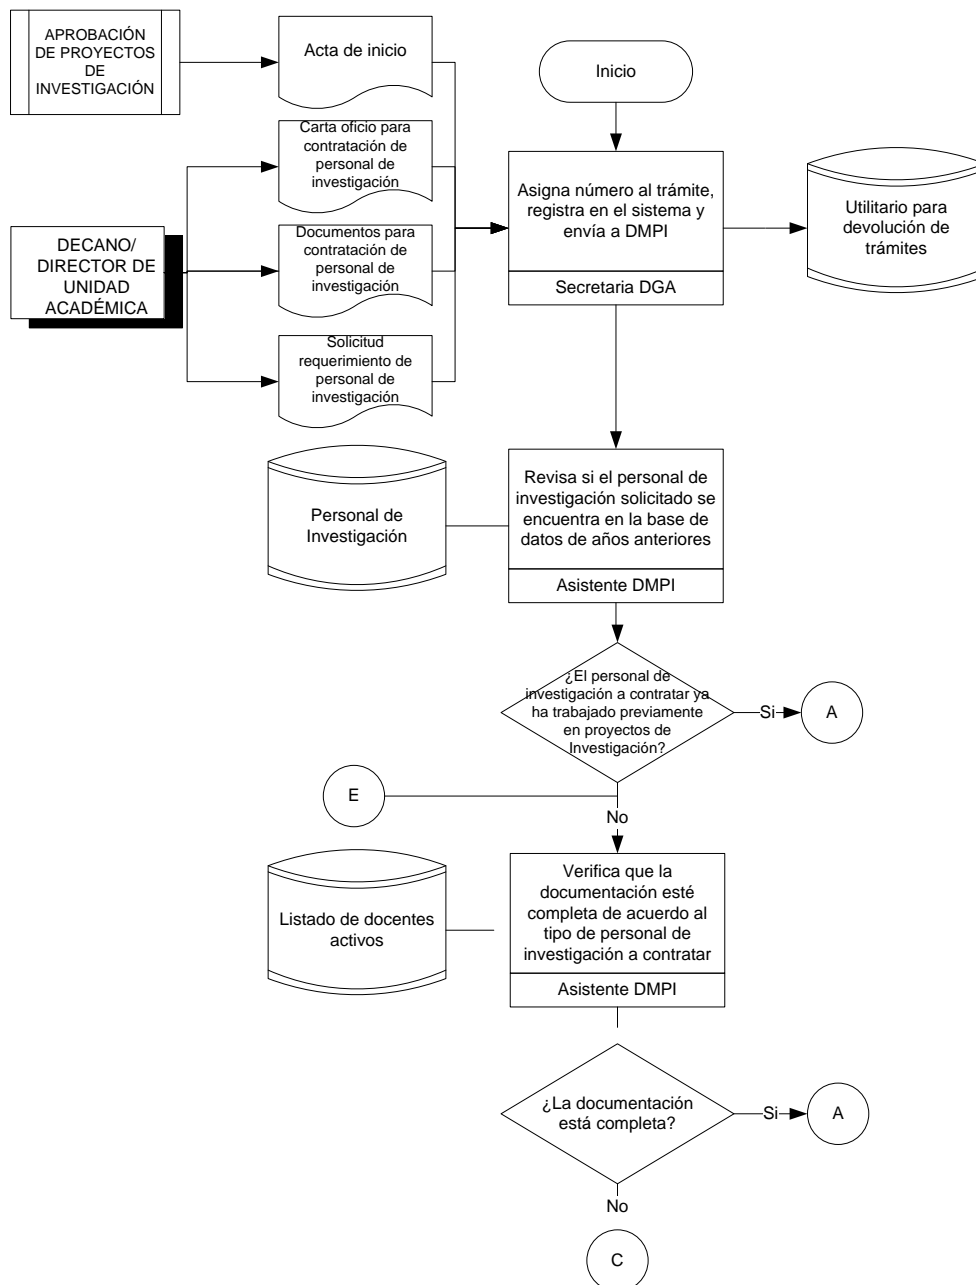 APROBACIÓN
DE PROYECTOS
DE
INVESTIGACIÓN
Acta de inicio
Inicio
Carta oficio para
contratación de
personal de
investigación
Asigna número al trámite,
registra en el sistema y
envía a DMPI
Secretaria DGA
Utilitario para
devolución de
trámites
DECANO/
DIRECTOR DE
UNIDAD
ACADÉMICA
Documentos para
contratación de
personal de
investigación
Solicitud
requerimiento de
personal de
investigación
Personal de
Investigación
Revisa si el personal de
investigación solicitado se
encuentra en la base de
datos de años anteriores
Asistente DMPI
¿El personal de
investigación a contratar ya
ha trabajado previamente
en proyectos de
Investigación?
Si
A
E
No
Listado de docentes
activos
Verifica que la
documentación esté
completa de acuerdo al
tipo de personal de
investigación a contratar
Asistente DMPI
¿La documentación
está completa?
Si
A
No
C